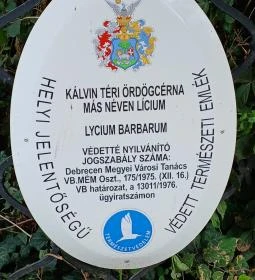 KÁLVIN TÉRI ÖRDÖGCÉRNA
MÁS NÉVEN LÍCIUM
LYCIUM BARBARUM
VÉDETTÉ NYILVÁNÍTÓ
JOGSZABÁLY SZÁMA:
Debrecen Megyei Városi Tanács
VB.MÉM Oszt., 175/1975. (XII. 16.)
VB határozat, a 13011/1976.
ügyiratszámon
HELYI JELENTŐSÉGŰ
VÉDETT TERMÉSZETI EMLÉK
TERMÉSZETVÉDELEM